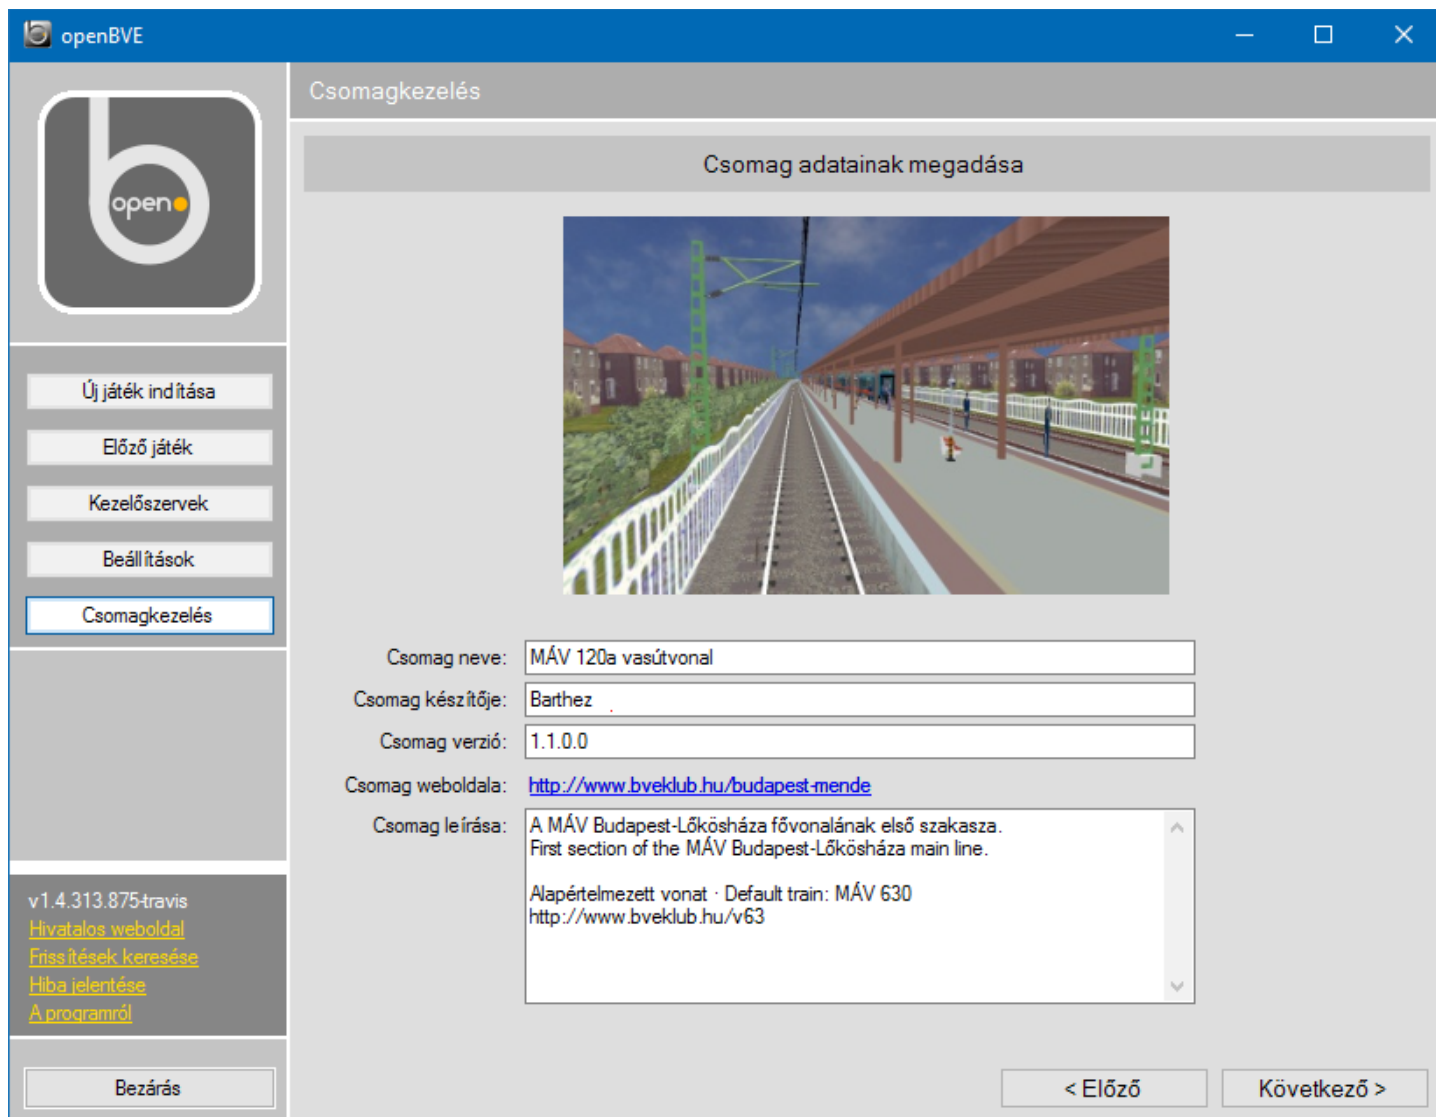 openBVE
open
Csomagkezelés
Csomag adatainak megadása
Új játék indítása
Előző játék
Kezelőszervek
Beállítások
Csomagkezelés
Csomag neve: MÁV 120a vasútvonal
Csomag készítője: Barthez
Csomag verzió: 1.1.0.0
Csomag weboldala: http://www.bveklub.hu/budapest-mende
Csomag leírása: A MÁV Budapest-Lőkösháza fővonalának első szakasza.
First section of the MÁV Budapest-Lőkösháza main line.
Alapértelmezett vonat · Default train: MÁV 630
http://www.bveklub.hu/v63
v1.4.313.875-travis
Hivatalos weboldal
Frissítések keresése
Hiba jelentése
A programról
Bezárás
< Előző
Következő >